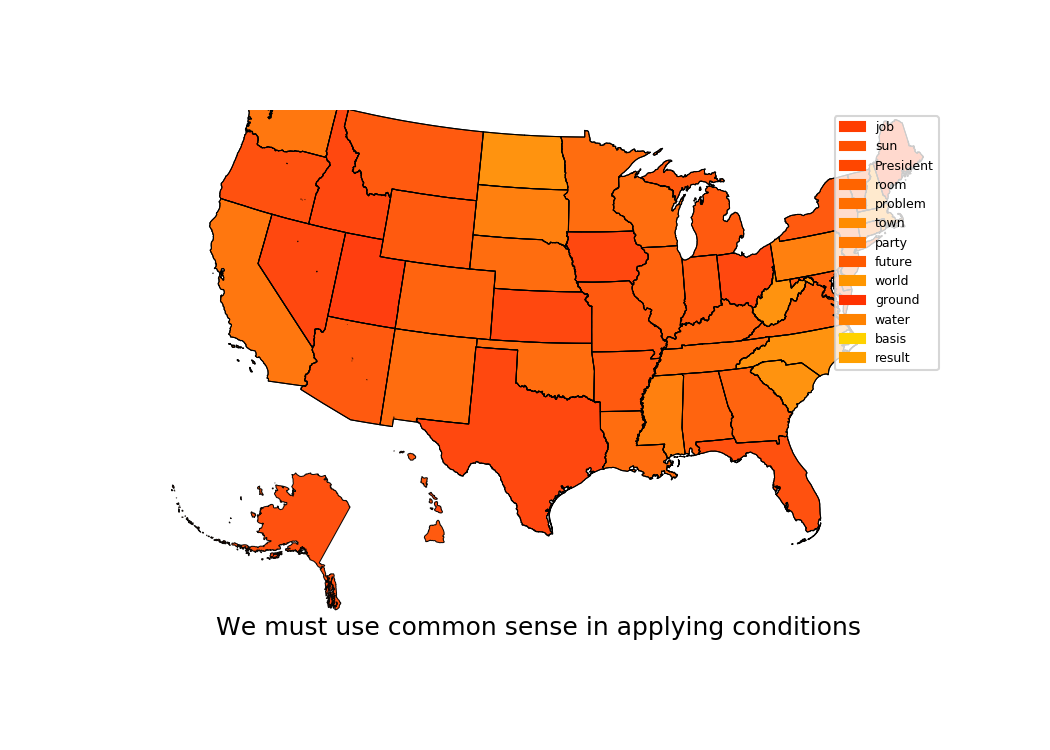 job
sun
President
room
problem
town
party
future
world
ground
water
basis
result
We must use common sense in applying conditions